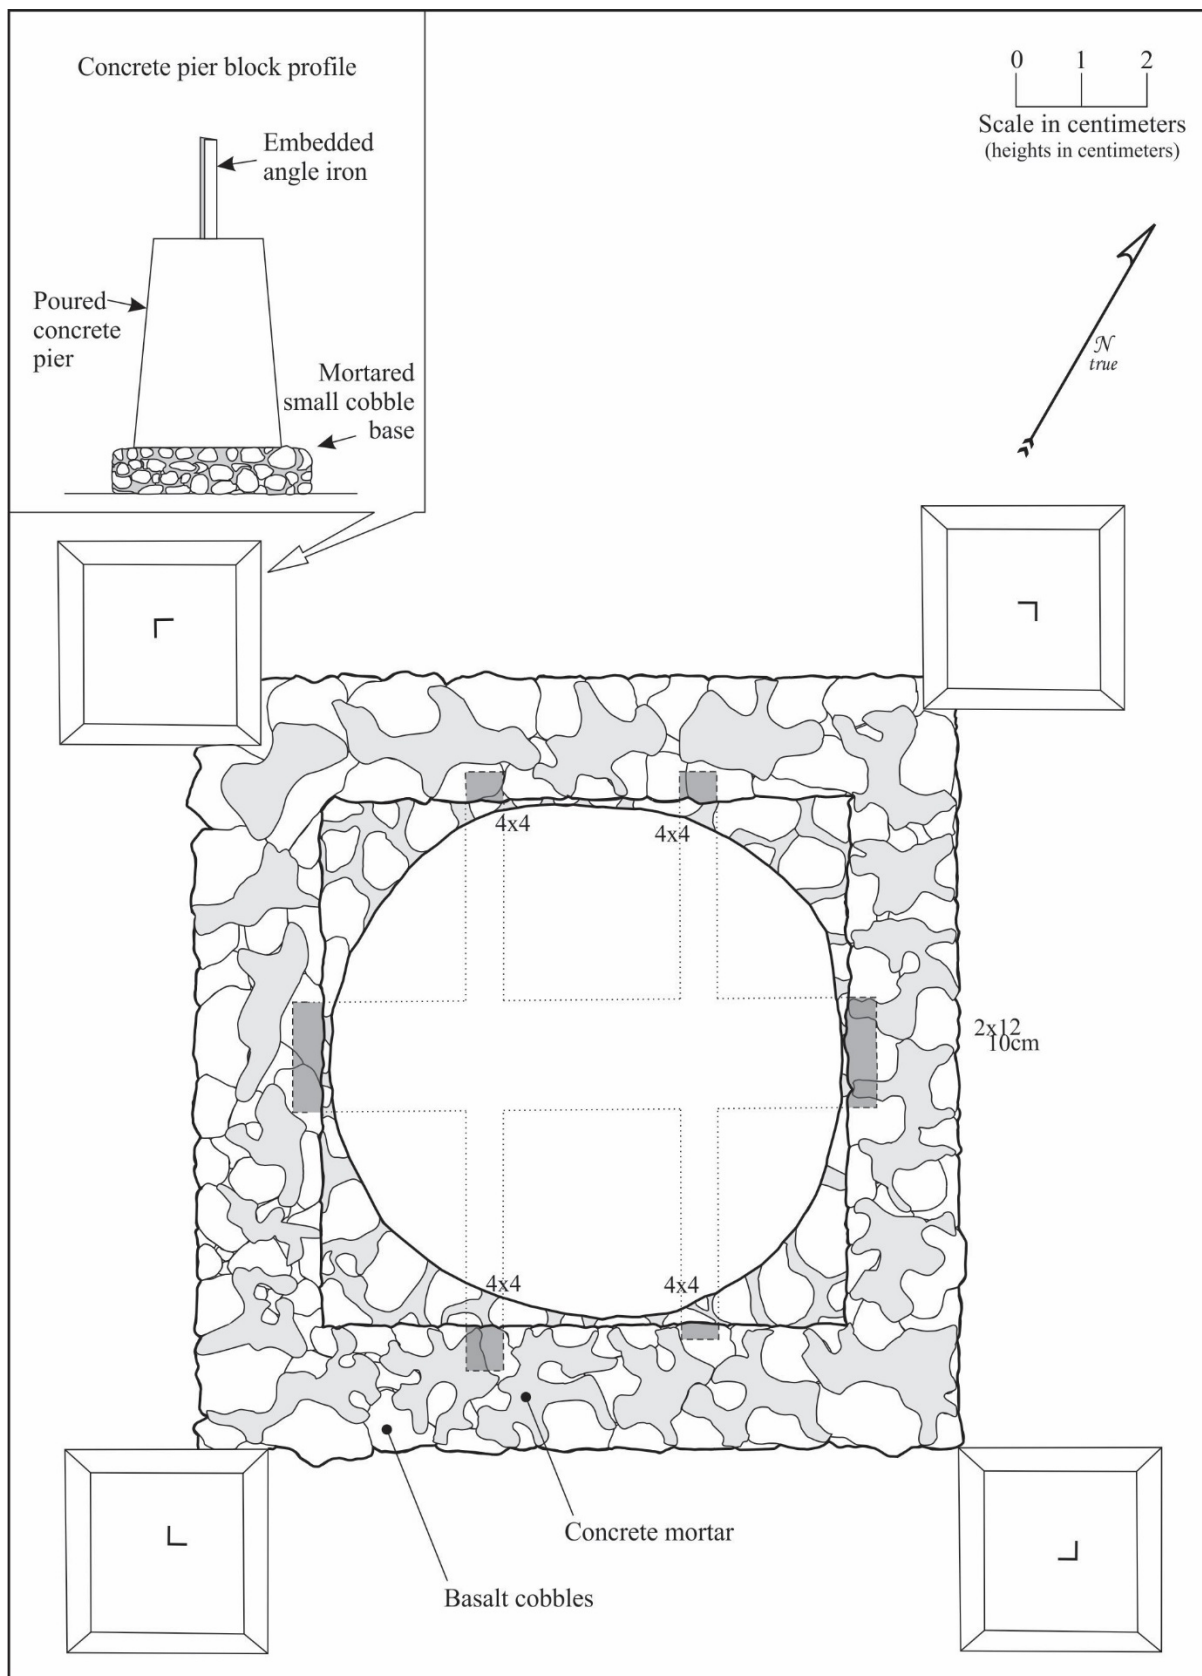 Concrete pier block profile
Embedded
angle iron
Poured
concrete
pier
Mortared
small cobble
base
0 1 2
Scale in centimeters
(heights in centimeters)
N
true
4x4
4x4
2x12
10cm
4x4
4x4
Concrete mortar
Basalt cobbles